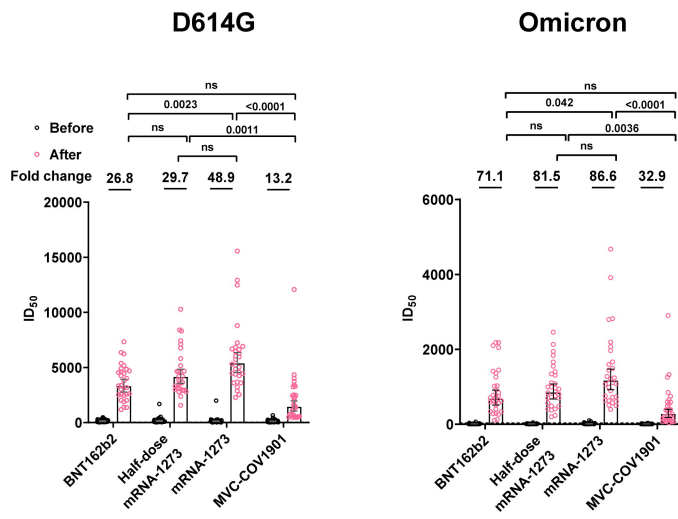 D614G
ns
0.0023
<0.0001
ns
0.0011
ns
Before
After
Fold change
26.8
29.7
48.9
13.2
20000
15000
10000
5000
0
ID50
BNT162b2
Half-dose
mRNA-1273
mRNA-1273
MVC-COV1901
Omicron
ns
0.042
<0.0001
ns
0.0036
ns
71.1
81.5
86.6
32.9
6000
4000
2000
0
ID50
BNT162b2
Half-dose
mRNA-1273
mRNA-1273
MVC-COV1901